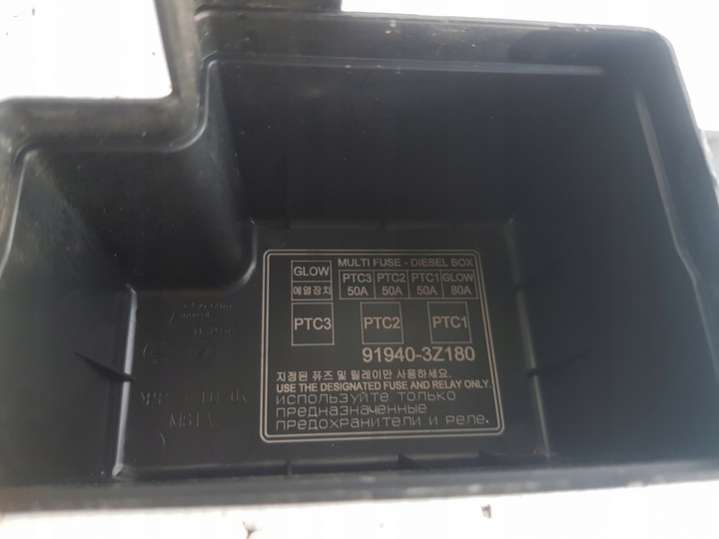 MULTI FUSE - DIESEL BOX
GLOW PTC3 PTC2 PTC1 GLOW
예열장치 50A 50A 50A 80A
PTC3 PTC2 PTC1
91940-3Z180
지정된 퓨즈 및 릴레이만 사용하세요.
USE THE DESIGNATED FUSE AND RELAY ONLY.
используйте только
предназначенные
предохранители и реле.